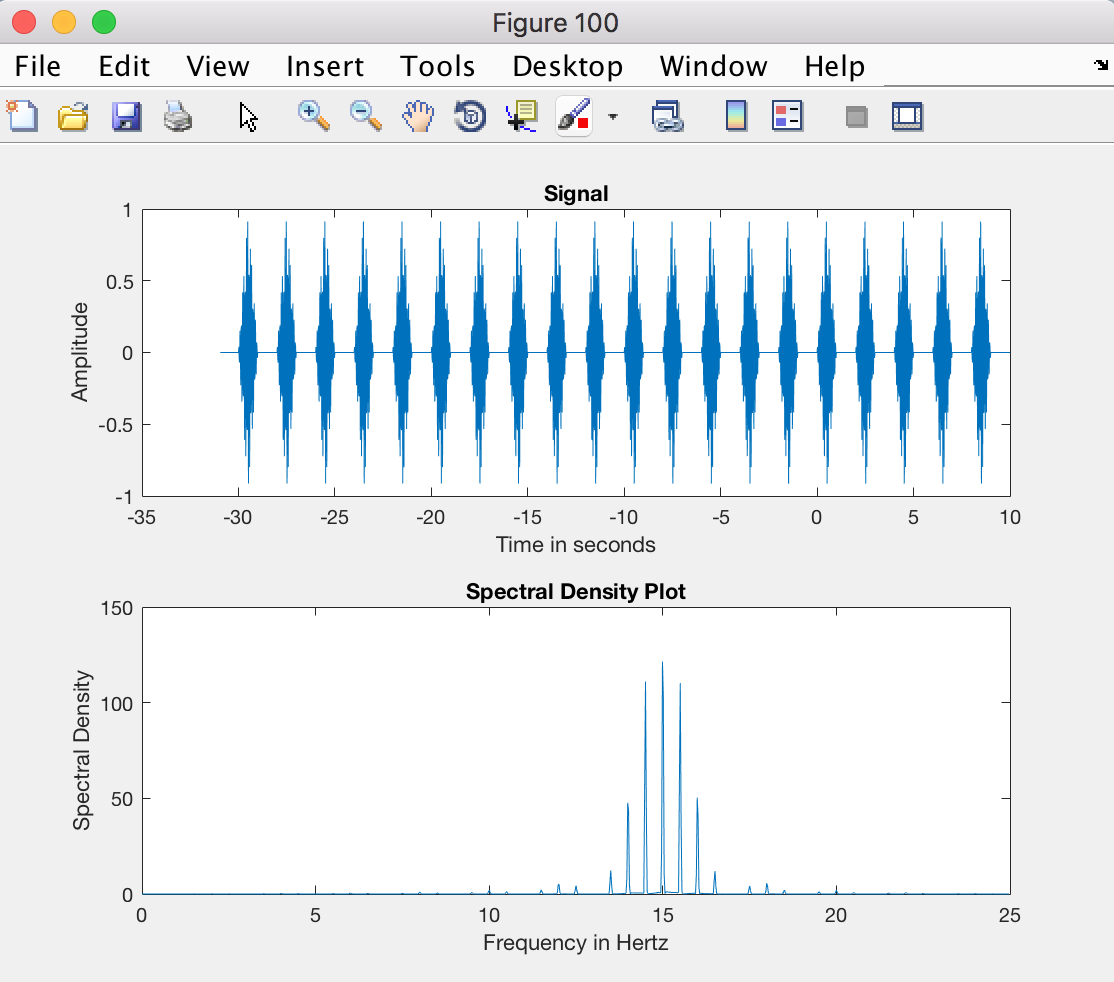 Figure 100
File Edit View Insert Tools Desktop Window Help
Signal
1
0.5
0
-0.5
-1
Amplitude
-35 -30 -25 -20 -15 -10 -5 0 5 10
Time in seconds
Spectral Density Plot
150
100
50
0
Spectral Density
0 5 10 15 20 25
Frequency in Hertz